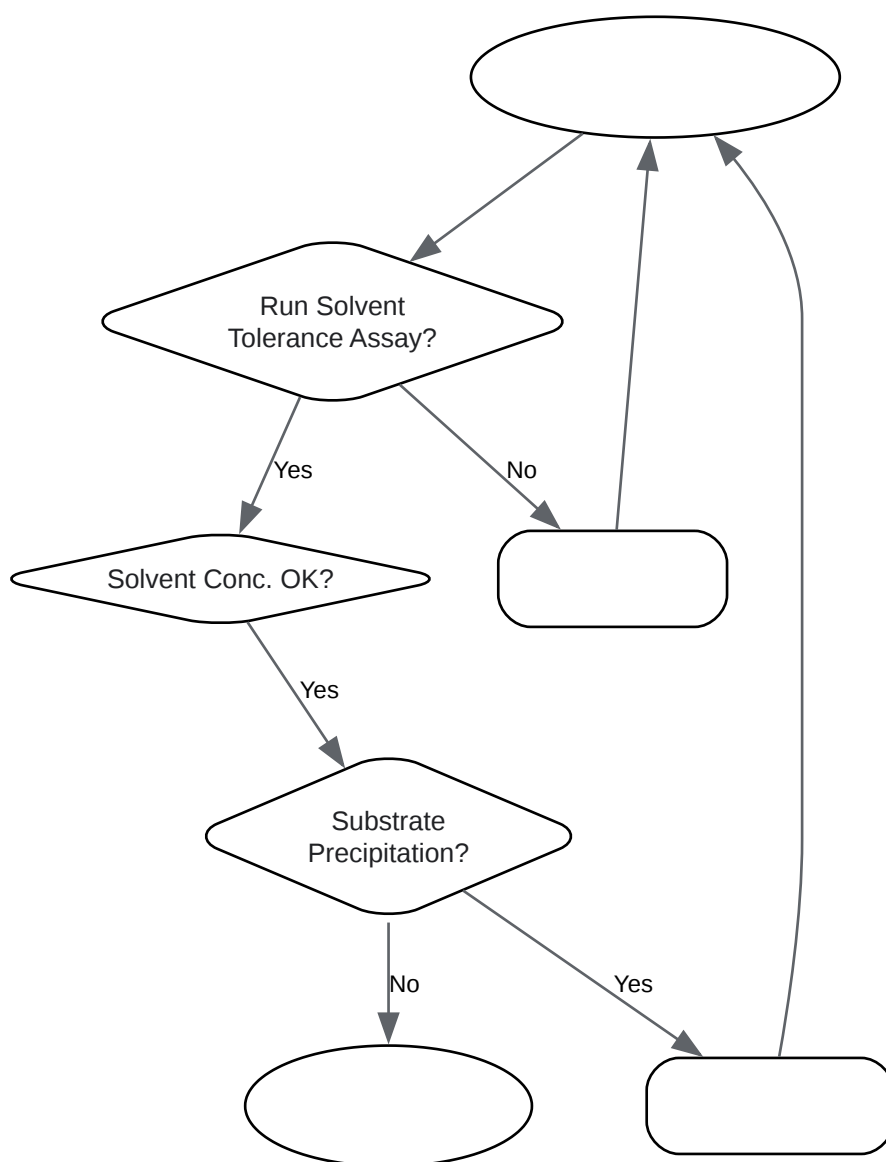 Run Solvent
Tolerance Assay?
Yes
No
Solvent Conc. OK?
Yes
Substrate
Precipitation?
No
Yes